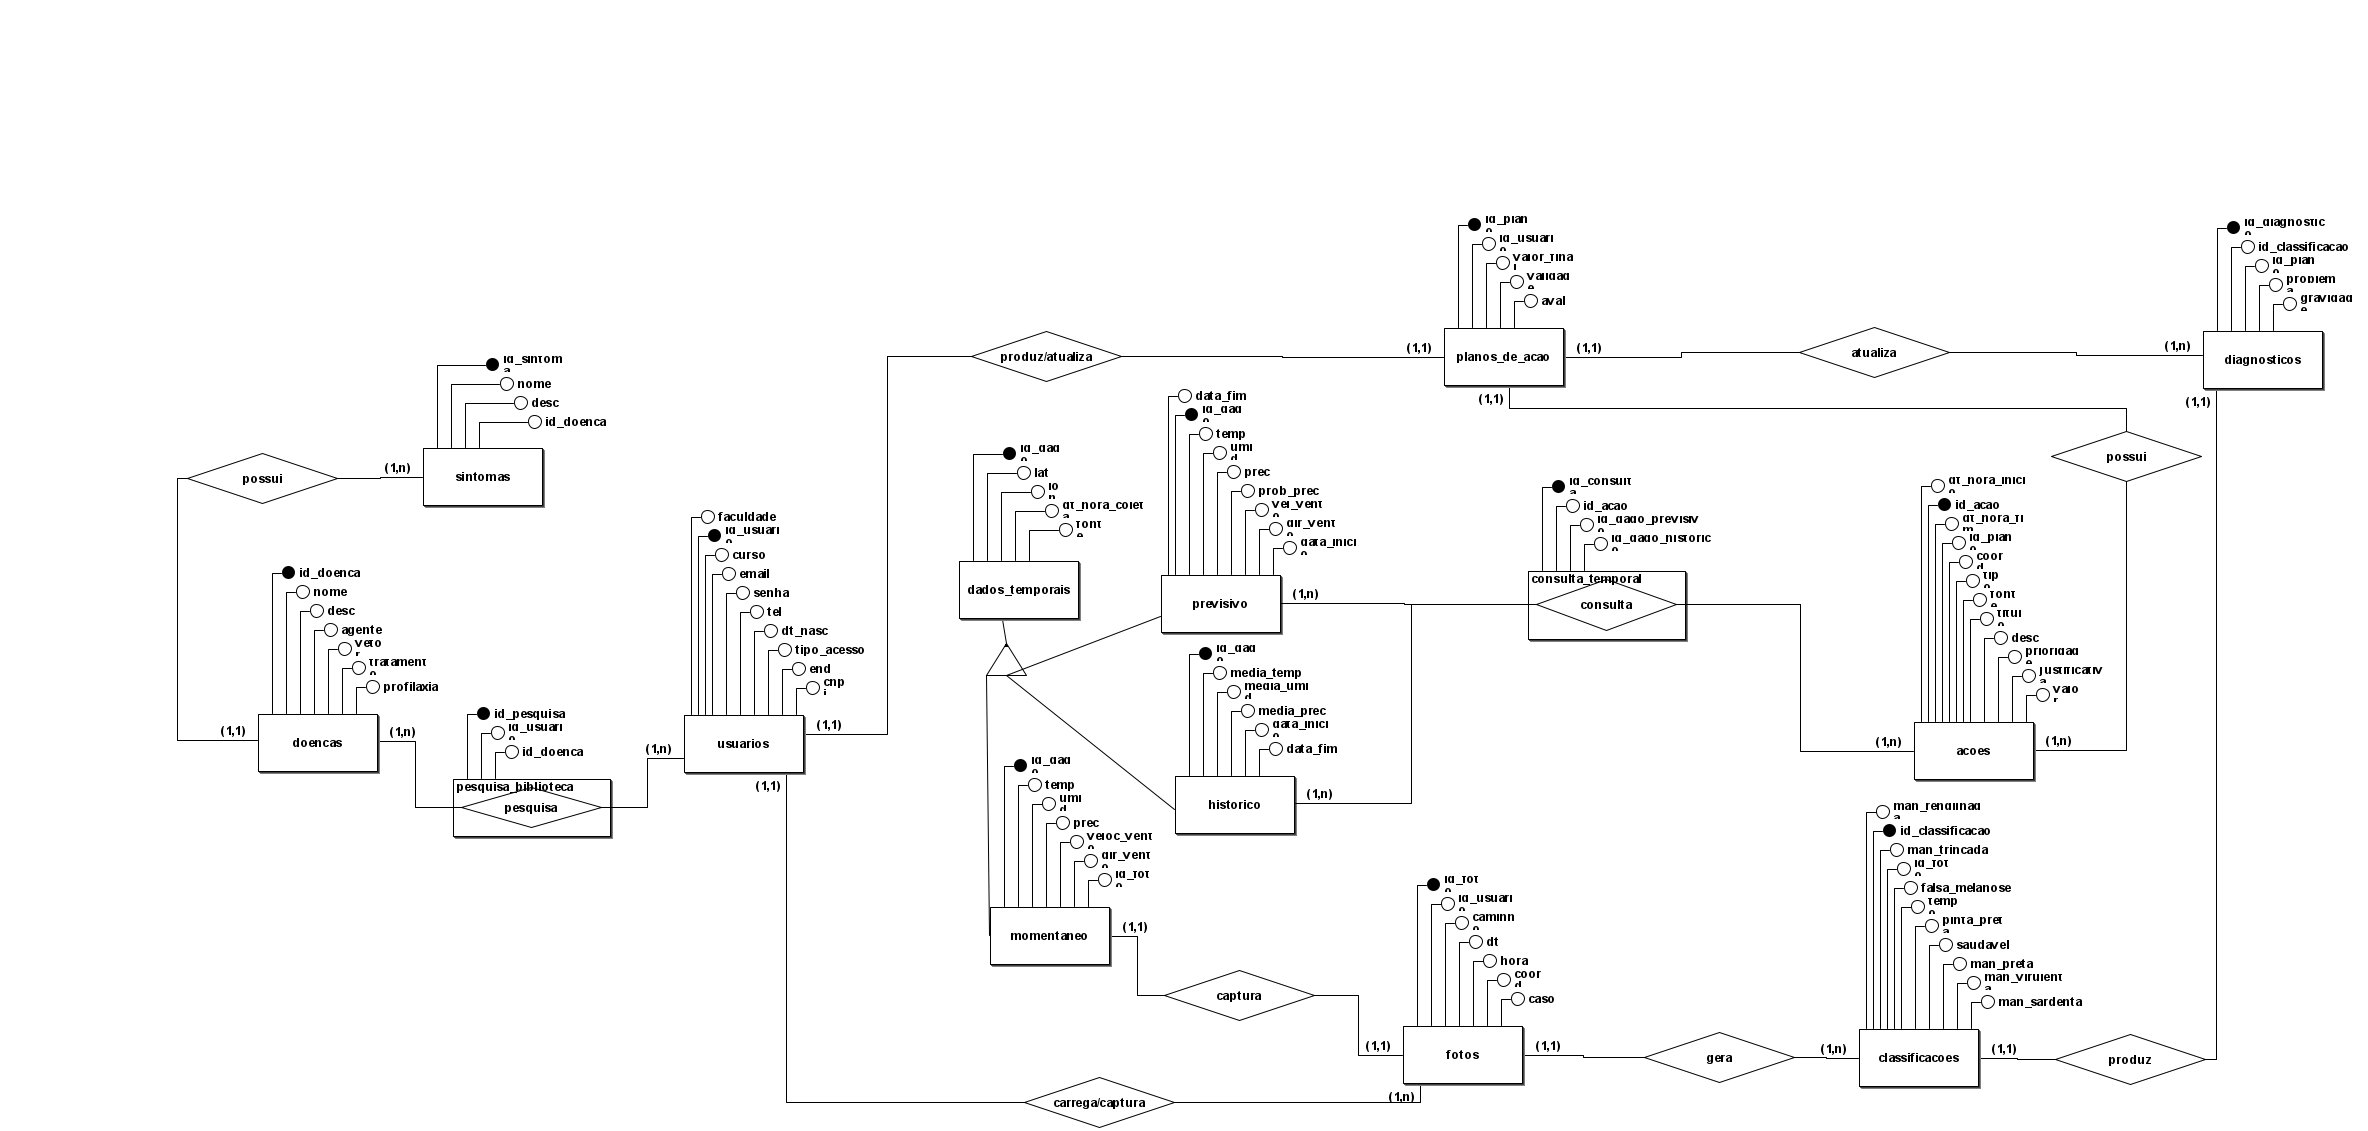 id_sintoma
nome
desc
id_doenca
sintomas
possui
(1,n)
(1,1)
id_doenca
nome
desc
agente
vetor
tratamento
profilaxia
doencas
(1,n)
id_pesquisa
id_usuario
id_doenca
pesquisa_biblioteca
pesquisa
(1,n)
faculdade
id_usuario
curso
email
senha
tel
dt_nasc
tipo_acesso
end
cnpj
usuarios
(1,1)
(1,1)
produz/atualiza
(1,1)
id_plano
id_usuario
valor_final
validade
aval
planos_de_acao
(1,1)
(1,1)
atualiza
(1,n)
id_diagnostico
id_classificacao
id_plano
problema
gravidade
diagnosticos
(1,1)
possui
id_dado
lat
lon
dt_hora_coleta
fonte
dados_temporais
data_fim
id_dado
temp
umid
prec
prob_prec
vel_vento
dir_vento
data_inicio
previsivo
(1,n)
id_dado
media_temp
media_umid
media_prec
data_inicio
data_fim
historico
(1,n)
id_consulta
id_acao
id_dado_previsivo
id_dado_historico
consulta_temporal
consulta
dt_hora_inicio
id_acao
dt_hora_fim
id_plano
coord
tipo
fonte
titulo
desc
prioridade
justificativa
valor
(1,n)
acoes
(1,n)
id_dado
temp
umid
prec
veloc_vento
dir_vento
id_foto
momentaneo
(1,1)
captura
(1,1)
id_foto
id_usuario
caminho
dt
hora
coord
caso
fotos
(1,1)
(1,n)
carrega/captura
gera
(1,n)
man_rendilhada
id_classificacao
man_trincada
id_foto
falsa_melanose
tempo
pinta_preta
saudavel
man_preta
man_virulenta
man_sardenta
classificacoes
(1,1)
produz